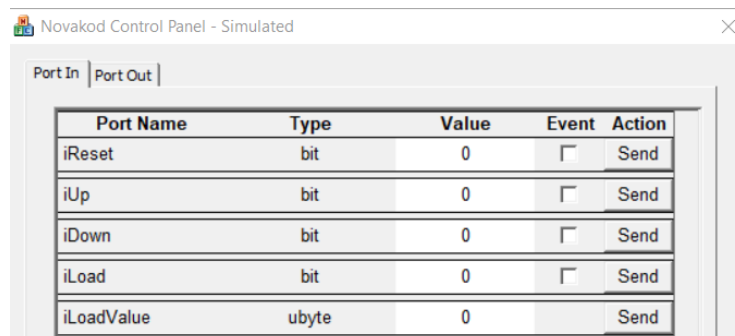 Novakod Control Panel - Simulated
Port In Port Out
Port Name Type Value Event Action
iReset bit 0 Send
iUp bit 0 Send
iDown bit 0 Send
iLoad bit 0 Send
iLoadValue ubyte 0 Send